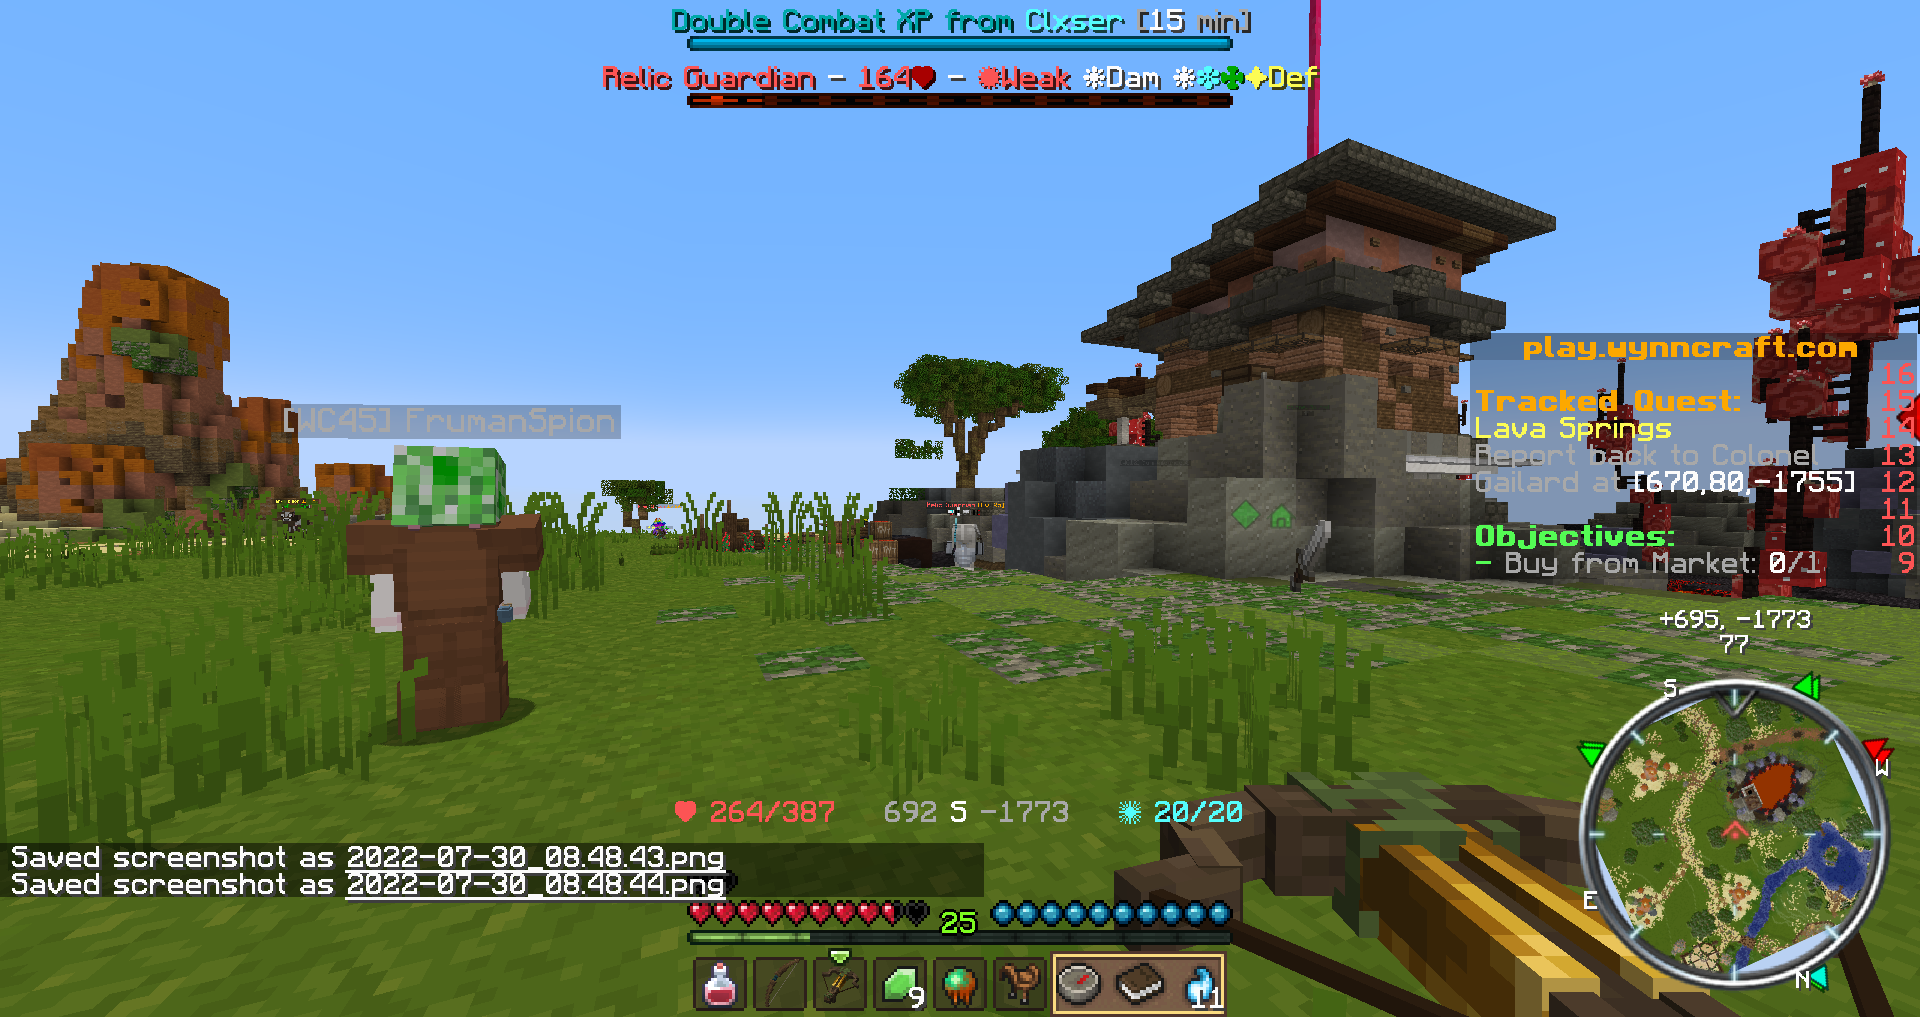 Double Combat XP from Clxser [15 min]
Relic Guardian - 164❤ - ❋Weak ❋Dam ❋❋✤✦Def
play.wynncraft.com
16
Tracked Quest:
15
Lava Springs
14
Report back to Colonel
13
Gailard at [670,80,-1755]
12
11
Objectives:
10
- Buy from Market: 0/1
9
[WC45] FrumanSpion
+695, -1773
77
S
W
E
N
❤ 264/387 692 S -1773 ❋ 20/20
Saved screenshot as 2022-07-30_08.48.43.png
Saved screenshot as 2022-07-30_08.48.44.png
25
9
11